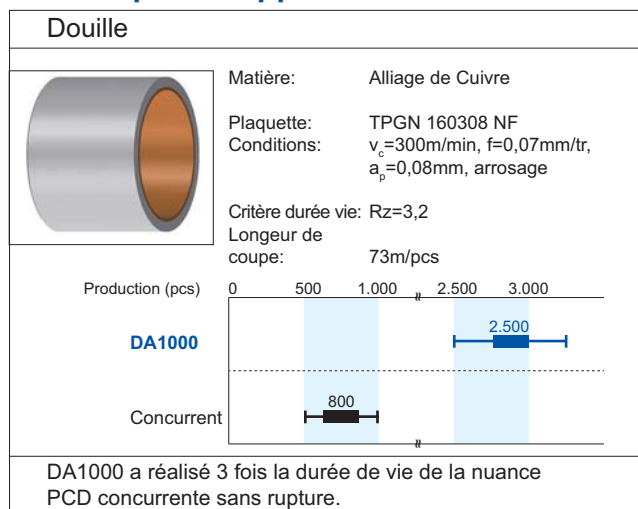 Douille
Matière: Alliage de Cuivre
Plaquette: TPGN 160308 NF
Conditions: vc=300m/min, f=0,07mm/tr,
ap=0,08mm, arrosage
Critère durée vie: Rz=3,2
Longeur de
coupe: 73m/pcs
Production (pcs) 0 500 1.000 2.500 3.000
2.500
DA1000
800
Concurrent
DA1000 a réalisé 3 fois la durée de vie de la nuance
PCD concurrente sans rupture.